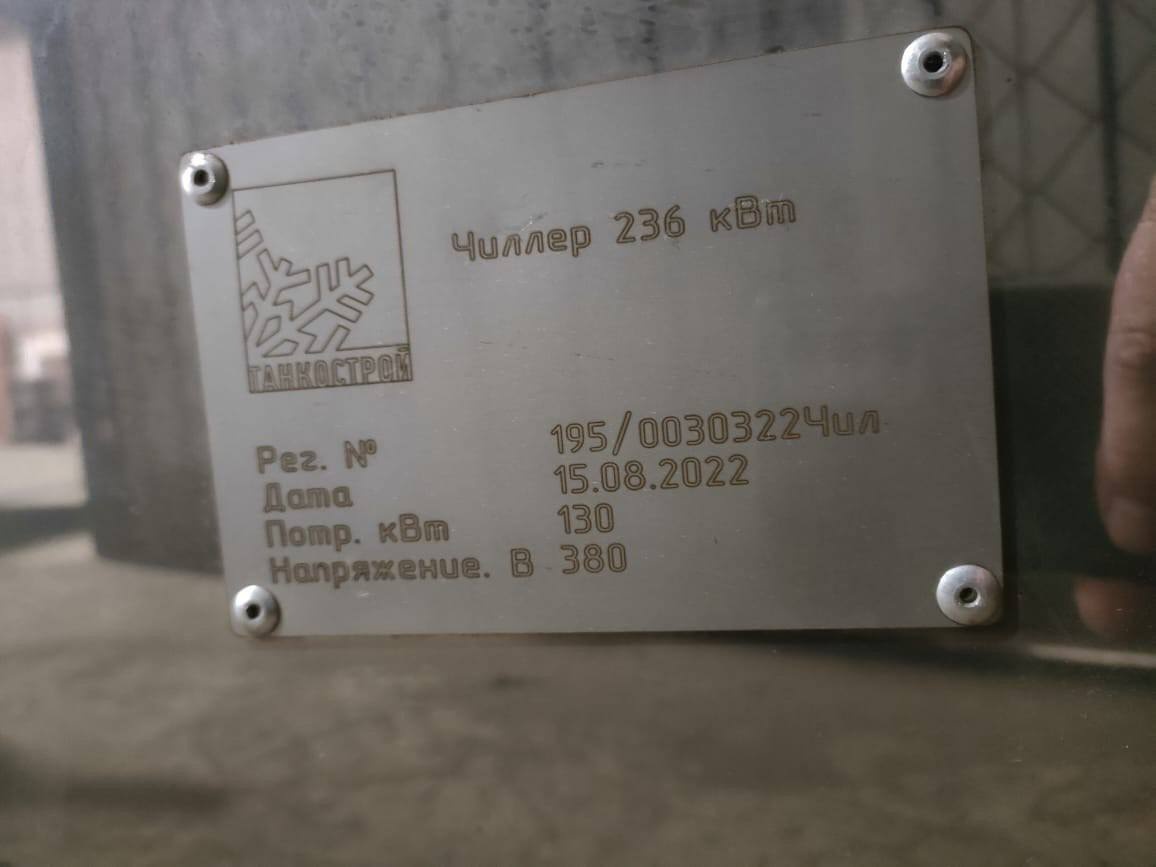 Чиллер 236 кВт
ТАНКОСТРОЙ
Рег. № 195/0030322Чил
Дата 15.08.2022
Потр. кВт 130
Напряжение. В 380